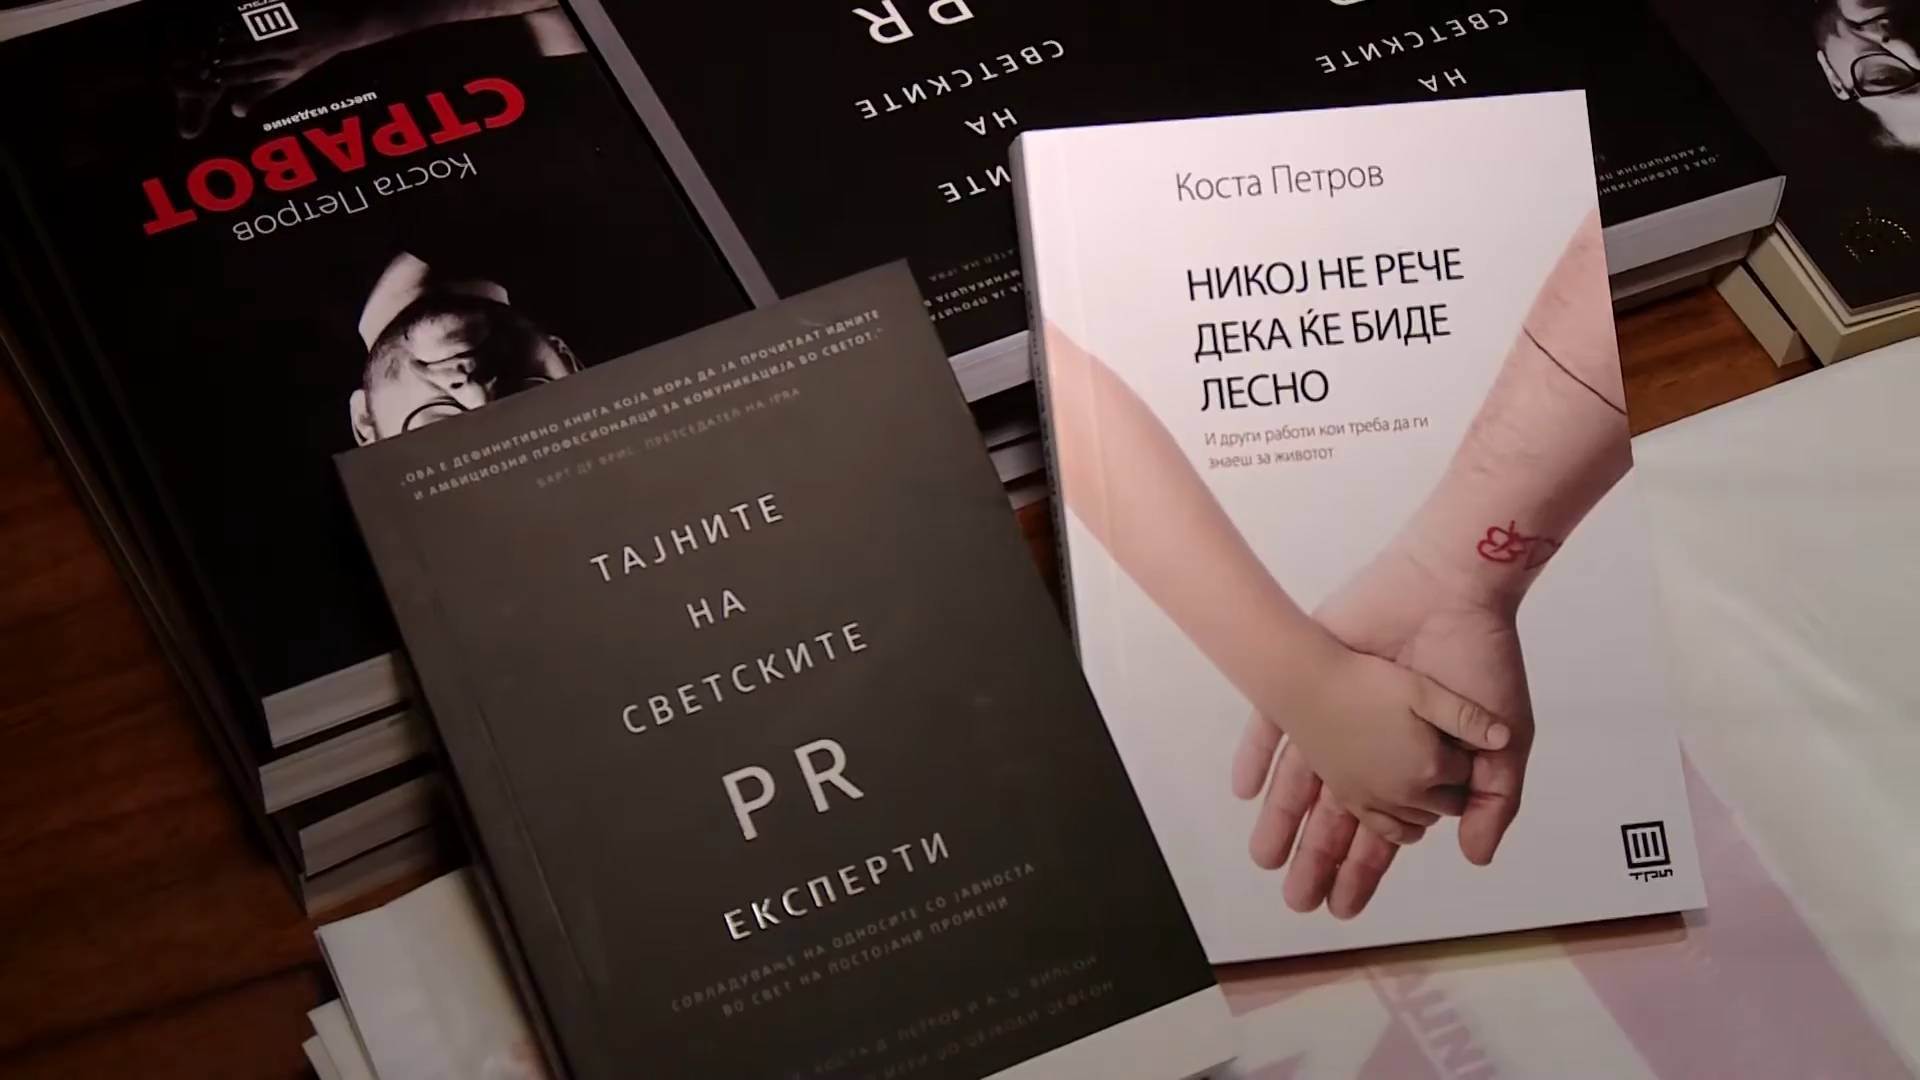 ТРИ
СТРАВОТ
шесто издание
Коста Петров
PR
СВЕТСКИТЕ
НА
СВЕТСКИТЕ
НА
„ОВА Е ДЕФИНИТИВНО КНИГА КОЈА МОРА ДА ЈА ПРОЧИТААТ ИДНИТЕ
И АМБИЦИОЗНИ ПРОФЕСИОНАЛЦИ ЗА КОМУНИКАЦИЈА ВО СВЕТОТ.“
БАРТ ДЕ ВРИС, ПРЕТСЕДАТЕЛ НА IPRA
ТАЈНИТЕ
НА
СВЕТСКИТЕ
PR
ЕКСПЕРТИ
СОВЛАДУВАЊЕ НА ОДНОСИТЕ СО ЈАВНОСТА
ВО СВЕТ НА ПОСТОЈАНИ ПРОМЕНИ
КОСТА Д. ПЕТРОВ И
Коста Петров
НИКОЈ НЕ РЕЧЕ
ДЕКА ЌЕ БИДЕ
ЛЕСНО
И други работи кои треба да ги
знаеш за животот
ТРИ